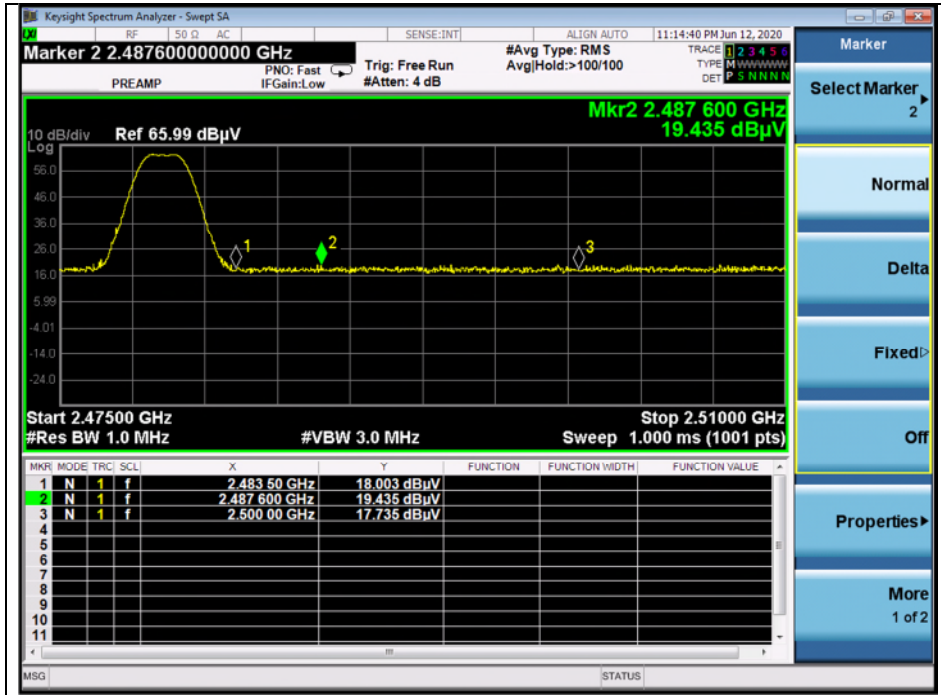 Keysight Spectrum Analyzer - Swept SA
LXI RF 50 Ω AC SENSE:INT ALIGN AUTO 11:14:40 PM Jun 12, 2020
Marker 2 2.487600000000 GHz
PREAMP
PNO: Fast
IFGain:Low
Trig: Free Run
#Atten: 4 dB
#Avg Type: RMS
Avg|Hold:>100/100
TRACE 1 2 3 4 5 6
TYPE M W W W W W
DET P S N N N N
Mkr2 2.487 600 GHz
19.435 dBµV
10 dB/div Ref 65.99 dBµV
Log
56.0
46.0
36.0
26.0
16.0
5.99
-4.01
-14.0
-24.0
1
2
3
Start 2.47500 GHz Stop 2.51000 GHz
#Res BW 1.0 MHz #VBW 3.0 MHz Sweep 1.000 ms (1001 pts)
MKR MODE TRC SCL X Y FUNCTION FUNCTION WIDTH FUNCTION VALUE
1 N 1 f 2.483 50 GHz 18.003 dBµV
2 N 1 f 2.487 600 GHz 19.435 dBµV
3 N 1 f 2.500 00 GHz 17.735 dBµV
4
5
6
7
8
9
10
11
MSG STATUS
Marker
Select Marker
2
Normal
Delta
Fixed
Off
Properties
More
1 of 2